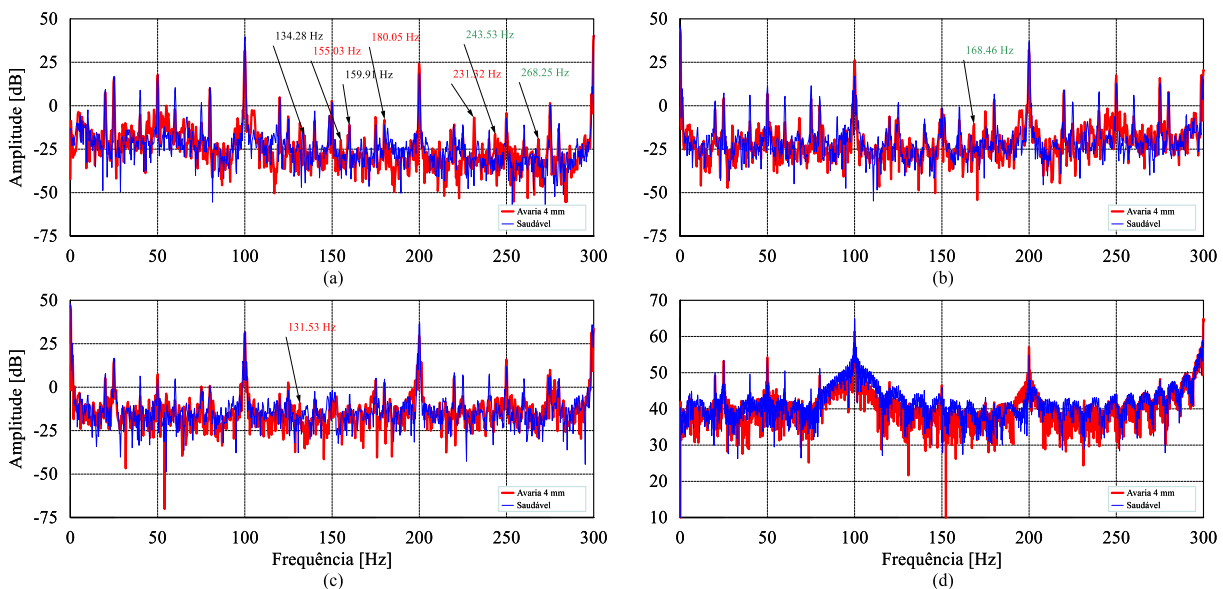 (a)
(b)
50
25
0
-25
-50
-75
Amplitude [dB]
134.28 Hz
155.03 Hz
159.91 Hz
180.05 Hz
231.32 Hz
243.53 Hz
268.25 Hz
Avaria 4 mm
Saudável
0 50 100 150 200 250 300
(a)
50
25
0
-25
-50
-75
168.46 Hz
Avaria 4 mm
Saudável
0 50 100 150 200 250 300
(b)
50
25
0
-25
-50
-75
Amplitude [dB]
131.53 Hz
Avaria 4 mm
Saudável
0 50 100 150 200 250 300
Frequência [Hz]
(c)
70
60
50
40
30
20
10
Avaria 4 mm
Saudável
0 50 100 150 200 250 300
Frequência [Hz]
(d)